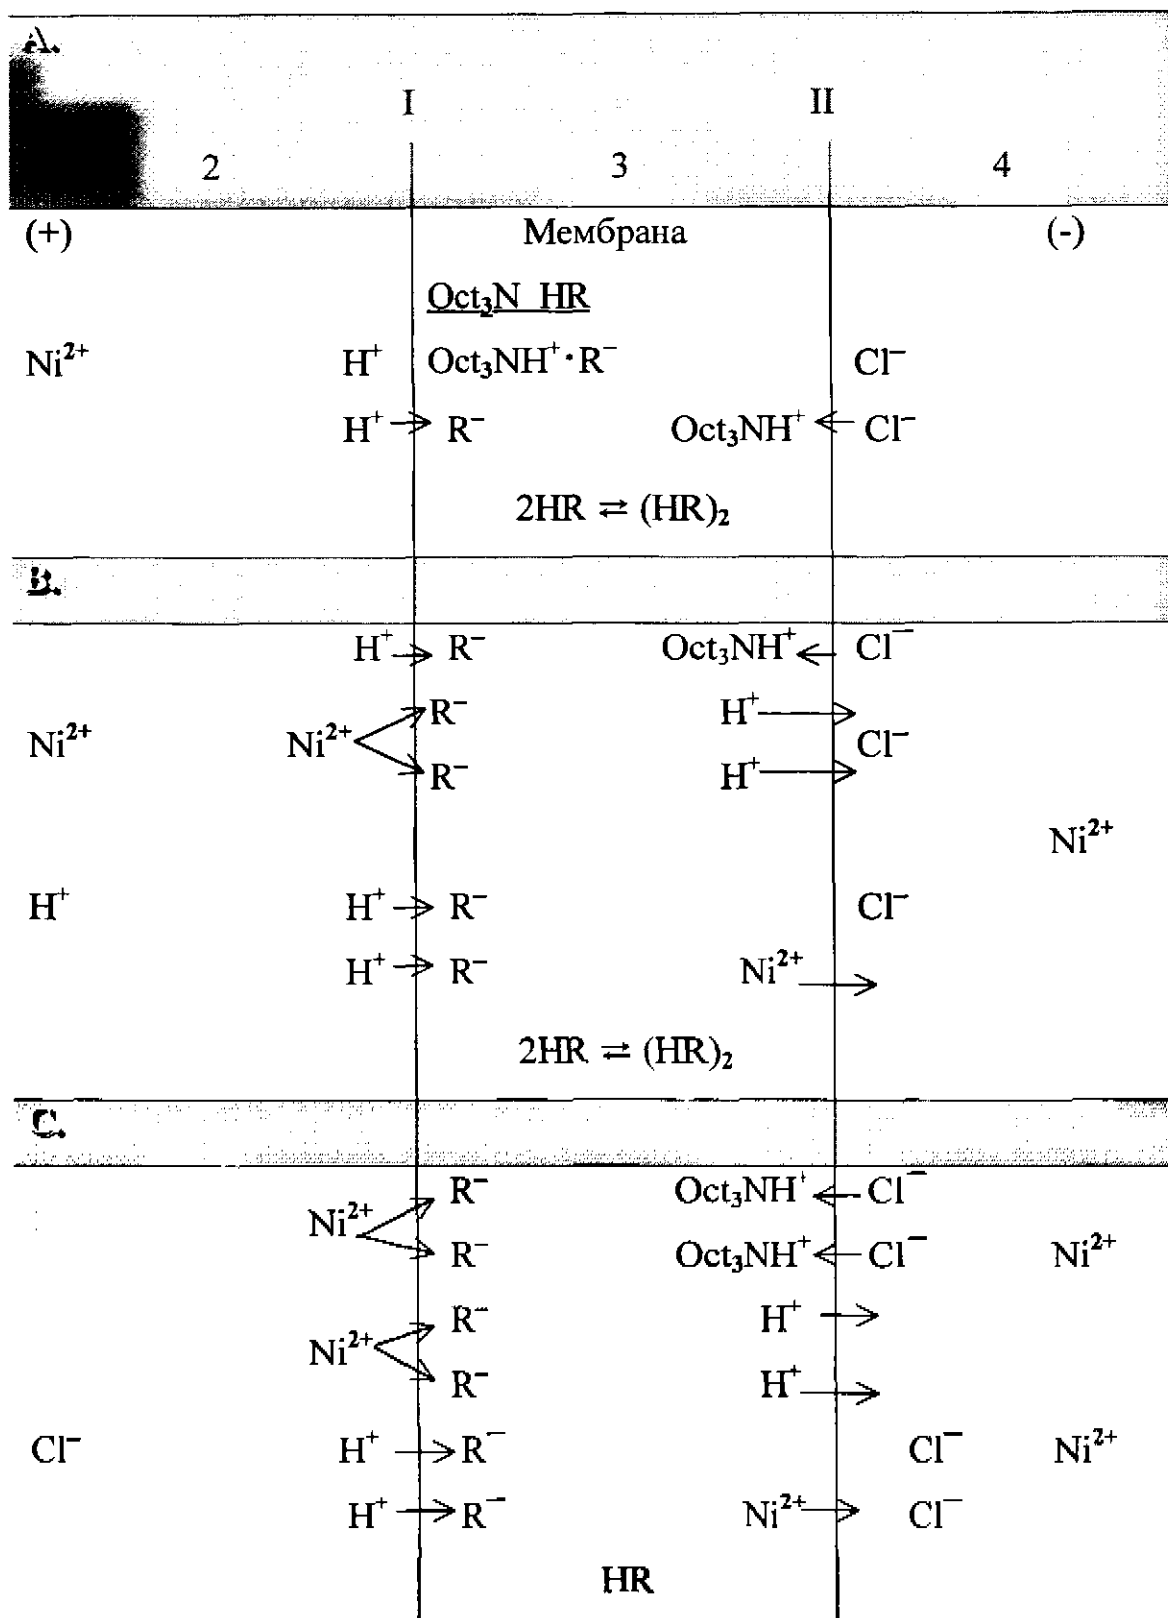 A.
I II
2 3 4
(+) Мембрана (-)
Oct₃N HR
Ni²⁺ H⁺ Oct₃NH⁺·R⁻ Cl⁻
H⁺ → R⁻ Oct₃NH⁺ ← Cl⁻
2HR ⇄ (HR)₂
B.
H⁺ → R⁻ Oct₃NH⁺ ← Cl⁻
R⁻ H⁺ →
Ni²⁺ Ni²⁺ Cl⁻
R⁻ H⁺ →
Ni²⁺
H⁺ H⁺ → R⁻ Cl⁻
H⁺ → R⁻ Ni²⁺ →
2HR ⇄ (HR)₂
C.
R⁻ Oct₃NH⁺ ← Cl⁻
Ni²⁺
R⁻ Oct₃NH⁺ ← Cl⁻ Ni²⁺
R⁻ H⁺ →
Ni²⁺
R⁻ H⁺ →
Cl⁻ H⁺ → R⁻ Cl⁻ Ni²⁺
H⁺ → R⁻ Ni²⁺ → Cl⁻
HR